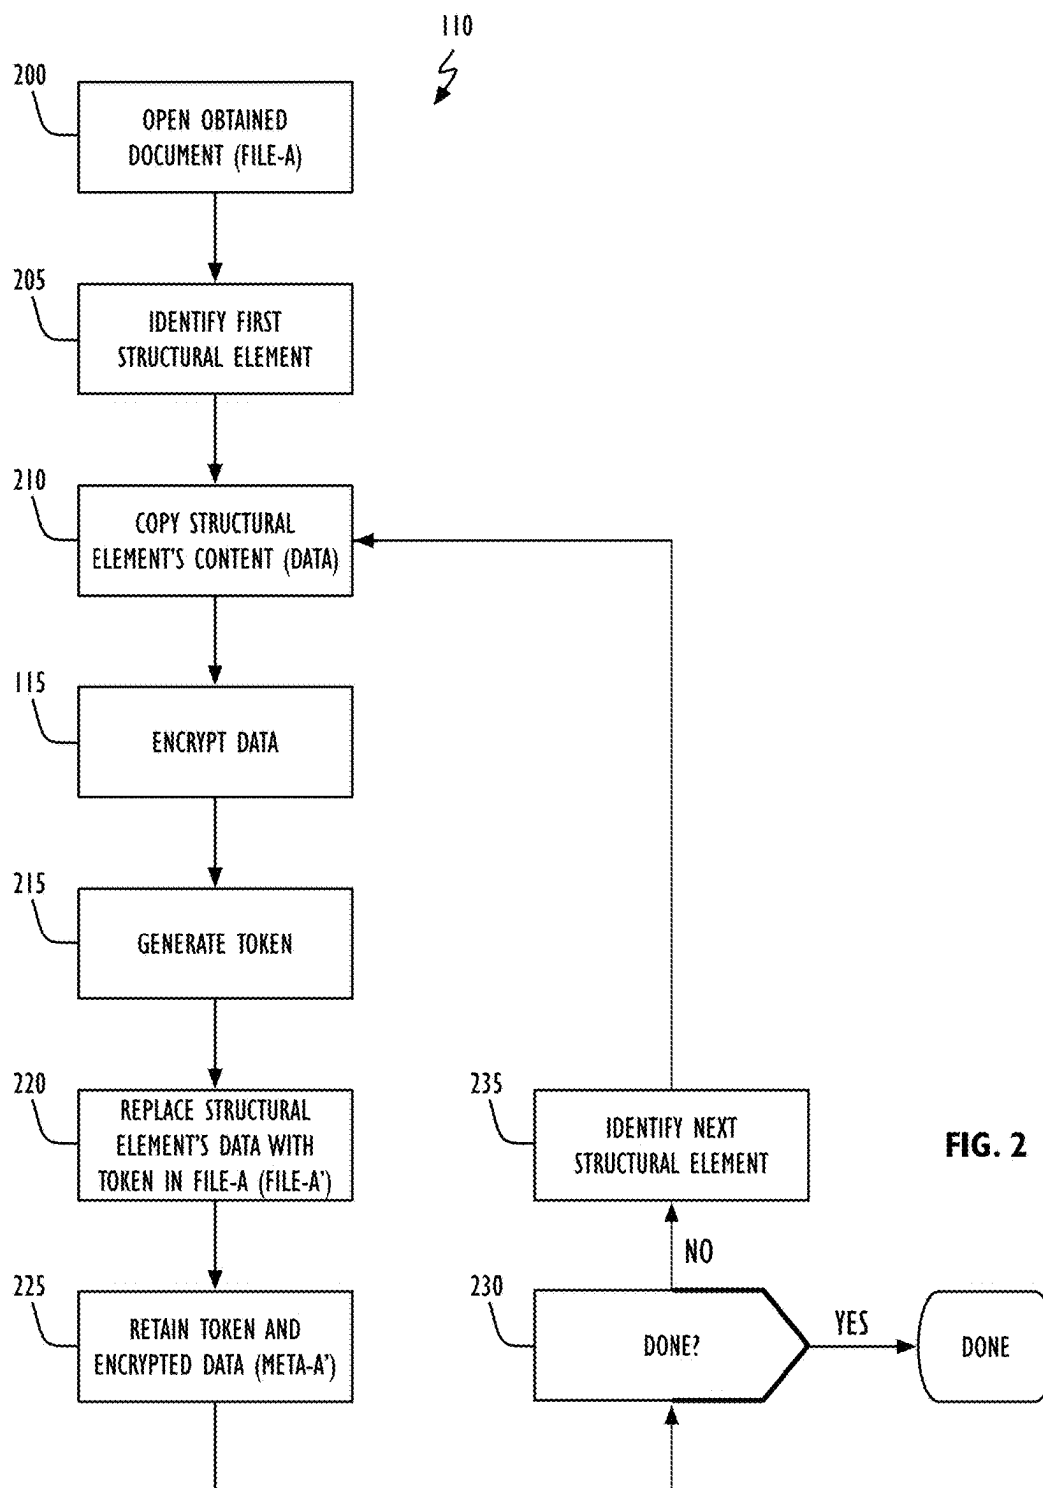 110
200
OPEN OBTAINED
DOCUMENT (FILE-A)
205
IDENTIFY FIRST
STRUCTURAL ELEMENT
210
COPY STRUCTURAL
ELEMENT'S CONTENT (DATA)
115
ENCRYPT DATA
215
GENERATE TOKEN
220
REPLACE STRUCTURAL
ELEMENT'S DATA WITH
TOKEN IN FILE-A (FILE-A')
225
RETAIN TOKEN AND
ENCRYPTED DATA (META-A')
235
IDENTIFY NEXT
STRUCTURAL ELEMENT
NO
230
DONE?
YES
DONE
FIG. 2